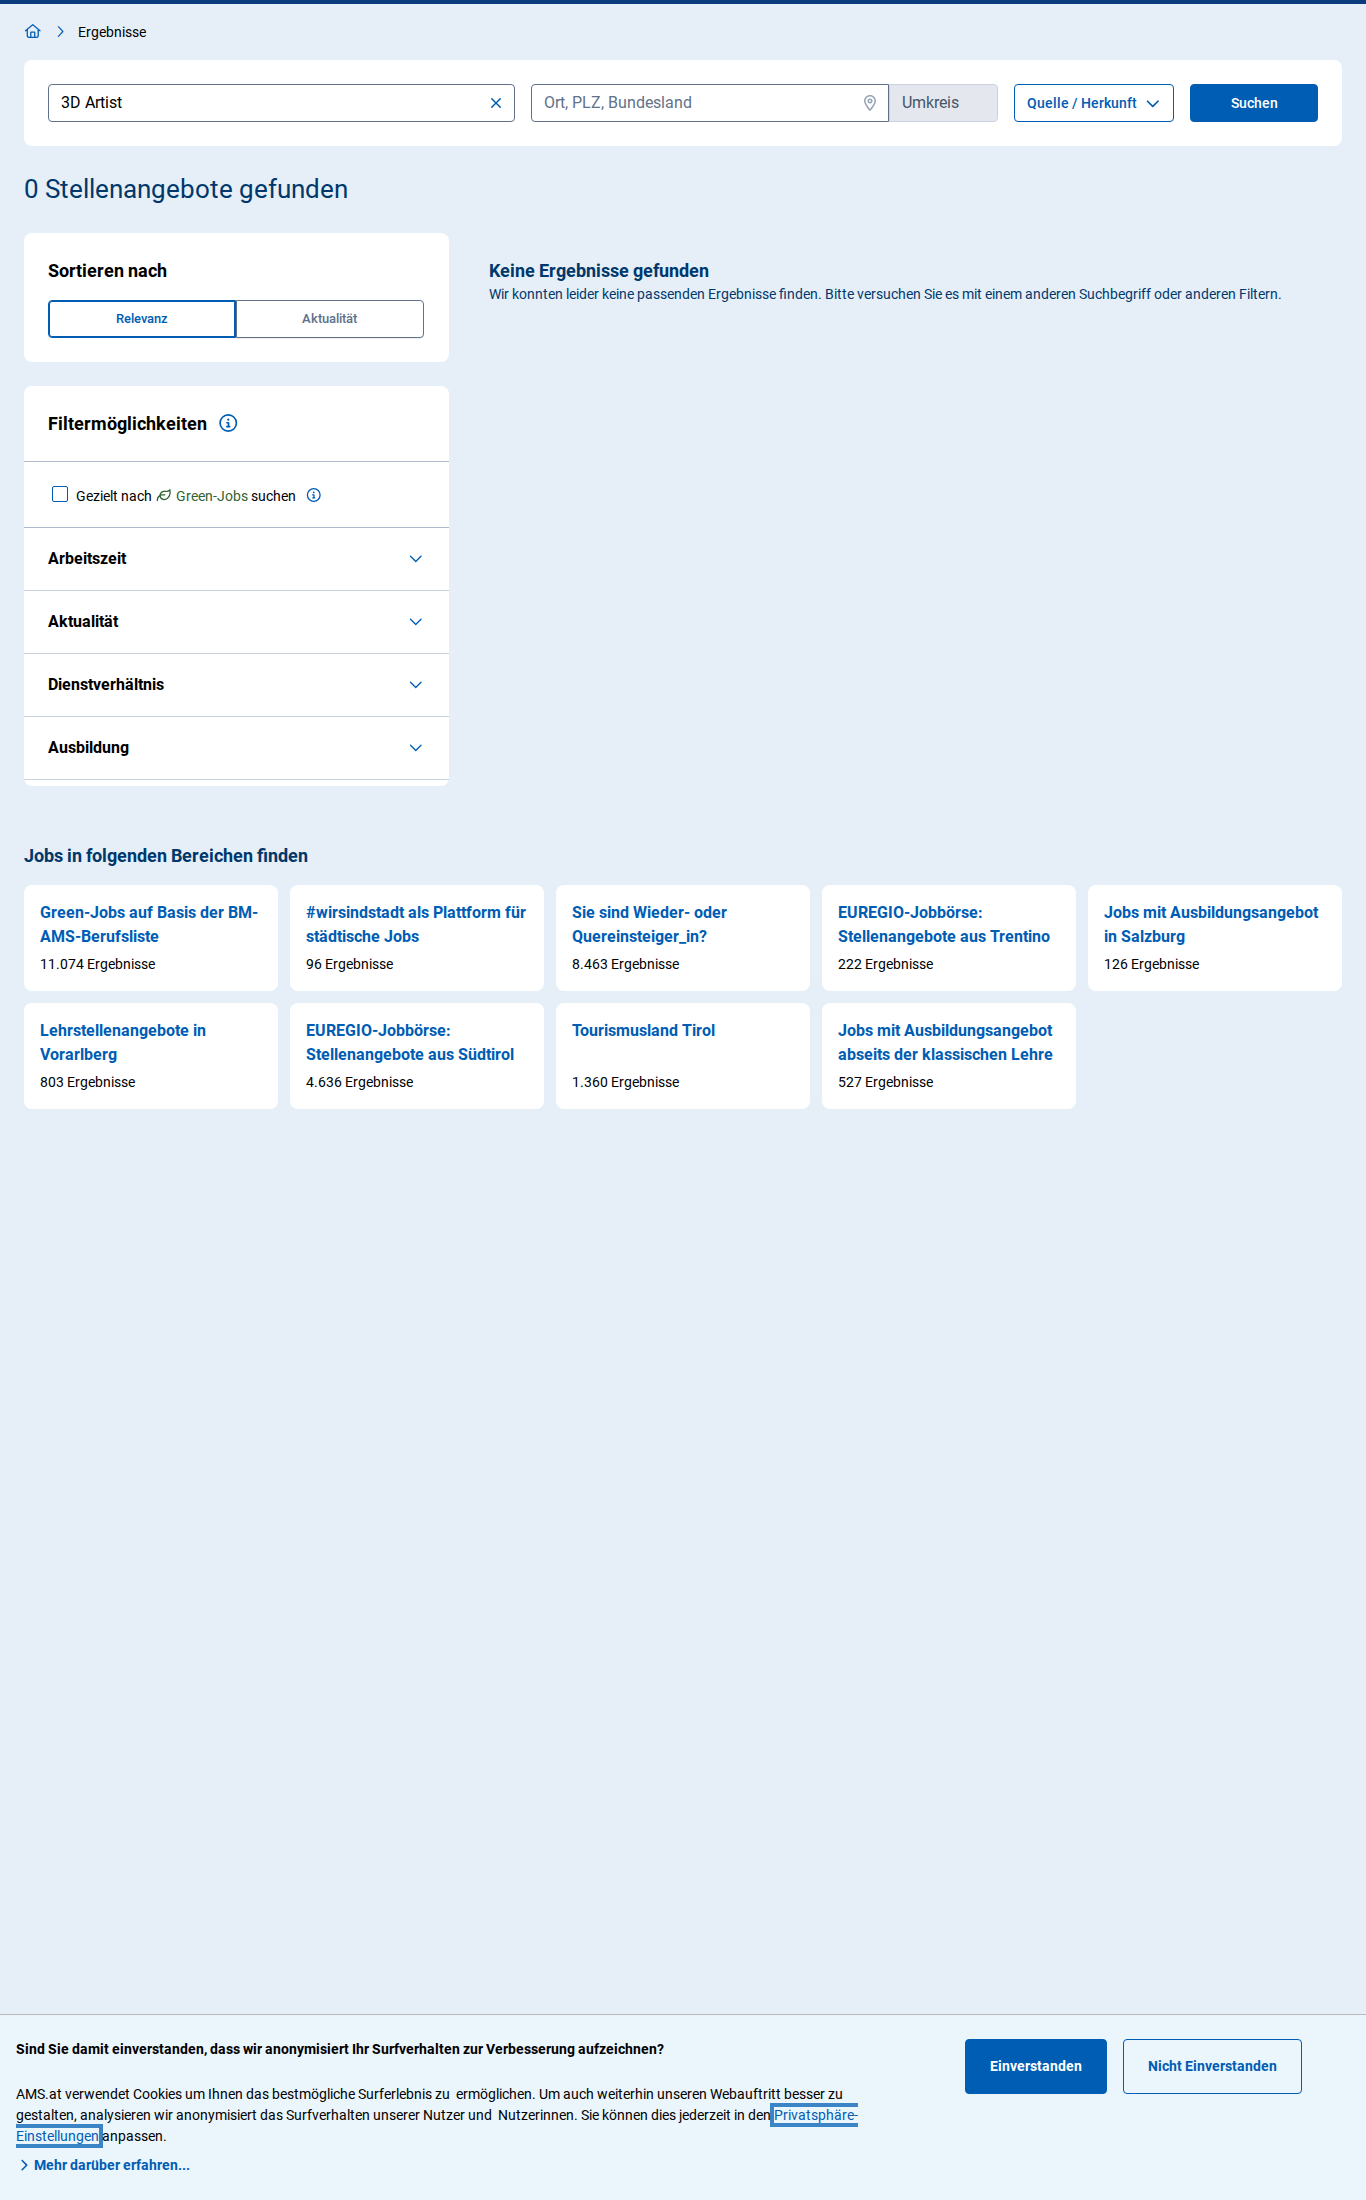 Ergebnisse
3D Artist
Ort, PLZ, Bundesland
Umkreis
Quelle / Herkunft
Suchen
0 Stellenangebote gefunden
Sortieren nach
Relevanz
Aktualität
Keine Ergebnisse gefunden
Wir konnten leider keine passenden Ergebnisse finden. Bitte versuchen Sie es mit einem anderen Suchbegriff oder anderen Filtern.
Filtermöglichkeiten
Gezielt nach Green-Jobs suchen
Arbeitszeit
Aktualität
Dienstverhältnis
Ausbildung
Jobs in folgenden Bereichen finden
Green-Jobs auf Basis der BM-
AMS-Berufsliste
11.074 Ergebnisse
#wirsindstadt als Plattform für
städtische Jobs
96 Ergebnisse
Sie sind Wieder- oder
Quereinsteiger_in?
8.463 Ergebnisse
EUREGIO-Jobbörse:
Stellenangebote aus Trentino
222 Ergebnisse
Jobs mit Ausbildungsangebot
in Salzburg
126 Ergebnisse
Lehrstellenangebote in
Vorarlberg
803 Ergebnisse
EUREGIO-Jobbörse:
Stellenangebote aus Südtirol
4.636 Ergebnisse
Tourismusland Tirol
1.360 Ergebnisse
Jobs mit Ausbildungsangebot
abseits der klassischen Lehre
527 Ergebnisse
Sind Sie damit einverstanden, dass wir anonymisiert Ihr Surfverhalten zur Verbesserung aufzeichnen?
AMS.at verwendet Cookies um Ihnen das bestmögliche Surferlebnis zu ermöglichen. Um auch weiterhin unseren Webauftritt besser zu
gestalten, analysieren wir anonymisiert das Surfverhalten unserer Nutzer und Nutzerinnen. Sie können dies jederzeit in den Privatsphäre-
Einstellungen anpassen.
Mehr darüber erfahren...
Einverstanden
Nicht Einverstanden